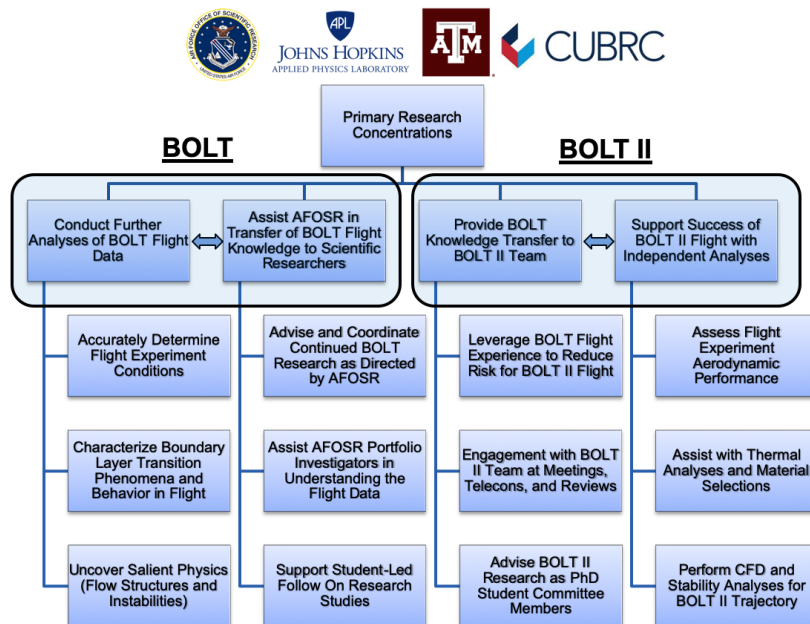 AIR FORCE OFFICE OF SCIENTIFIC RESEARCH
UNITED STATES AIR FORCE
APL
JOHNS HOPKINS
APPLIED PHYSICS LABORATORY
ATM
CUBRC
Primary Research
Concentrations
BOLT
BOLT II
Conduct Further
Analyses of BOLT Flight
Data
Assist AFOSR in
Transfer of BOLT Flight
Knowledge to Scientific
Researchers
Provide BOLT
Knowledge Transfer to
BOLT II Team
Support Success of
BOLT II Flight with
Independent Analyses
Accurately Determine
Flight Experiment
Conditions
Advise and Coordinate
Continued BOLT
Research as Directed
by AFOSR
Leverage BOLT Flight
Experience to Reduce
Risk for BOLT II Flight
Assess Flight
Experiment
Aerodynamic
Performance
Characterize Boundary
Layer Transition
Phenomena and
Behavior in Flight
Assist AFOSR Portfolio
Investigators in
Understanding the
Flight Data
Engagement with BOLT
II Team at Meetings,
Telecons, and Reviews
Assist with Thermal
Analyses and Material
Selections
Uncover Salient Physics
(Flow Structures and
Instabilities)
Support Student-Led
Follow On Research
Studies
Advise BOLT II
Research as PhD
Student Committee
Members
Perform CFD and
Stability Analyses for
BOLT II Trajectory